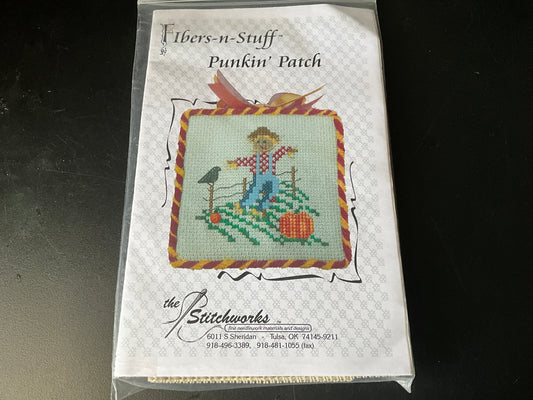 FIbers-n-Stuff
Punkin' Patch
the
Stitchworks
fine needlework materials and designs
6011 S Sheridan - Tulsa, OK 74145-9211
918-496-3389, 918-481-1055 (fax)